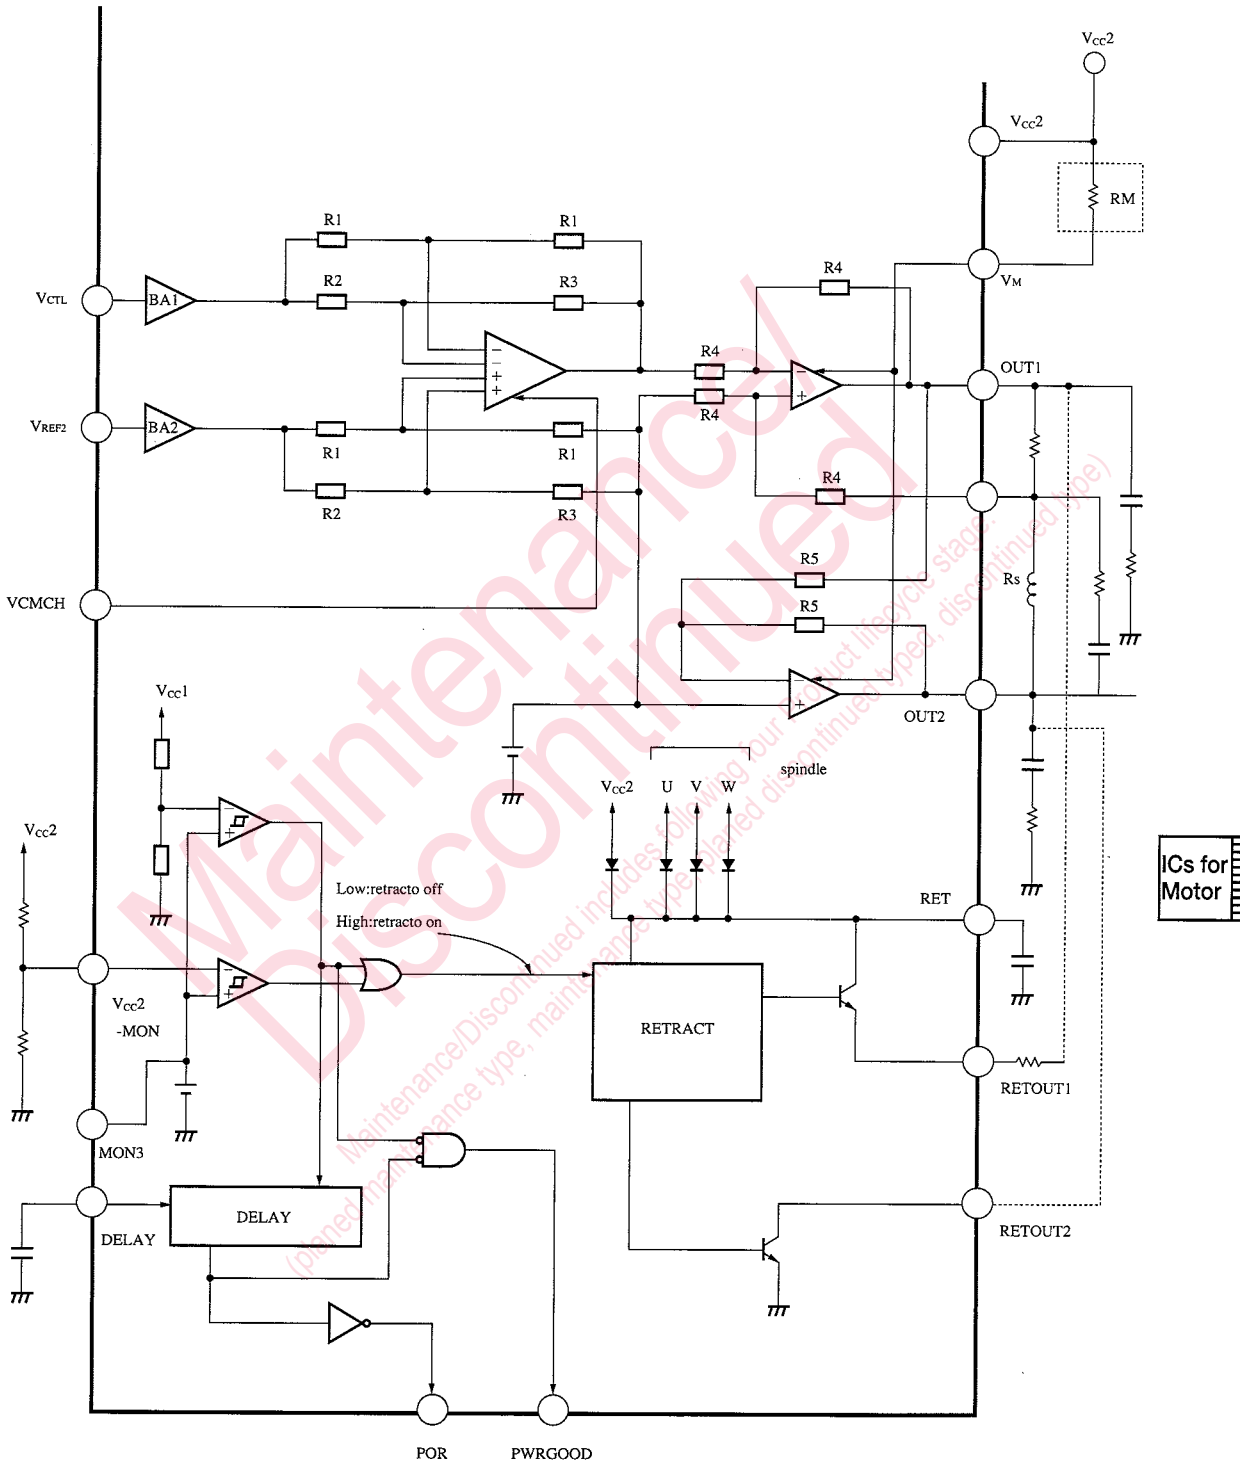 Vcc2
Vcc2
RM
VM
R1
R1
R2
R3
R4
VCTL
BA1
R4
OUT1
VREF2
BA2
R4
R1
R1
R4
R2
R3
R5
Rs
VCMCH
R5
Vcc1
OUT2
spindle
Vcc2
U
V
W
Vcc2
ICs for
Motor
Low:retracto off
High:retracto on
RET
Vcc2
-MON
RETRACT
RETOUT1
MON3
DELAY
DELAY
RETOUT2
POR
PWRGOOD
Maintenance/
Discontinued
Maintenance/Discontinued includes following four Product lifecycle stage.
(planed maintenance type, maintenance type, planed discontinued typed, discontinued type)